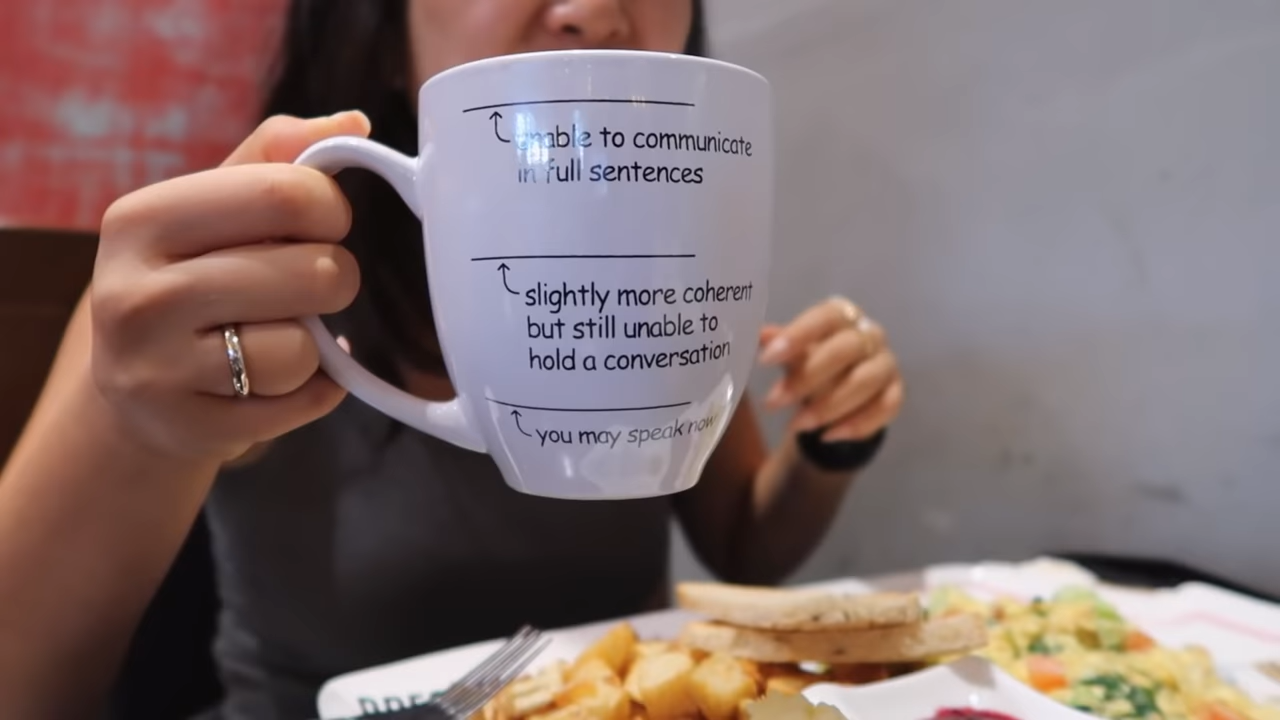 unable to communicate
in full sentences
slightly more coherent
but still unable to
hold a conversation
you may speak now